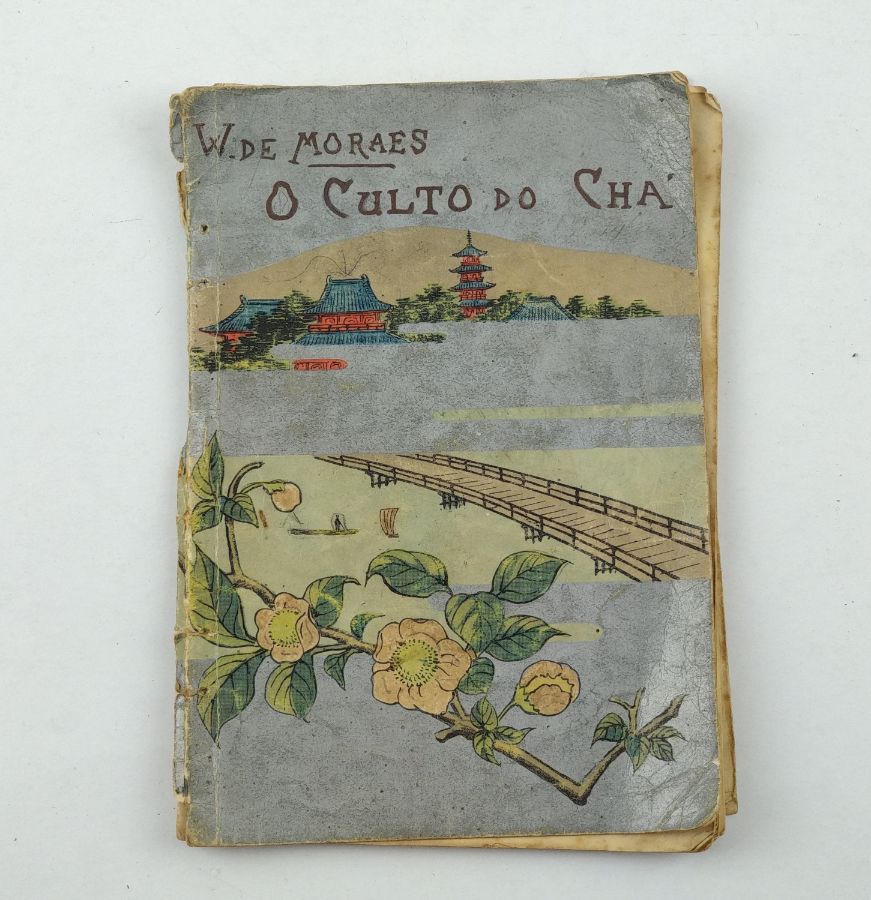 W. DE MORAES
O CULTO DO CHÁ